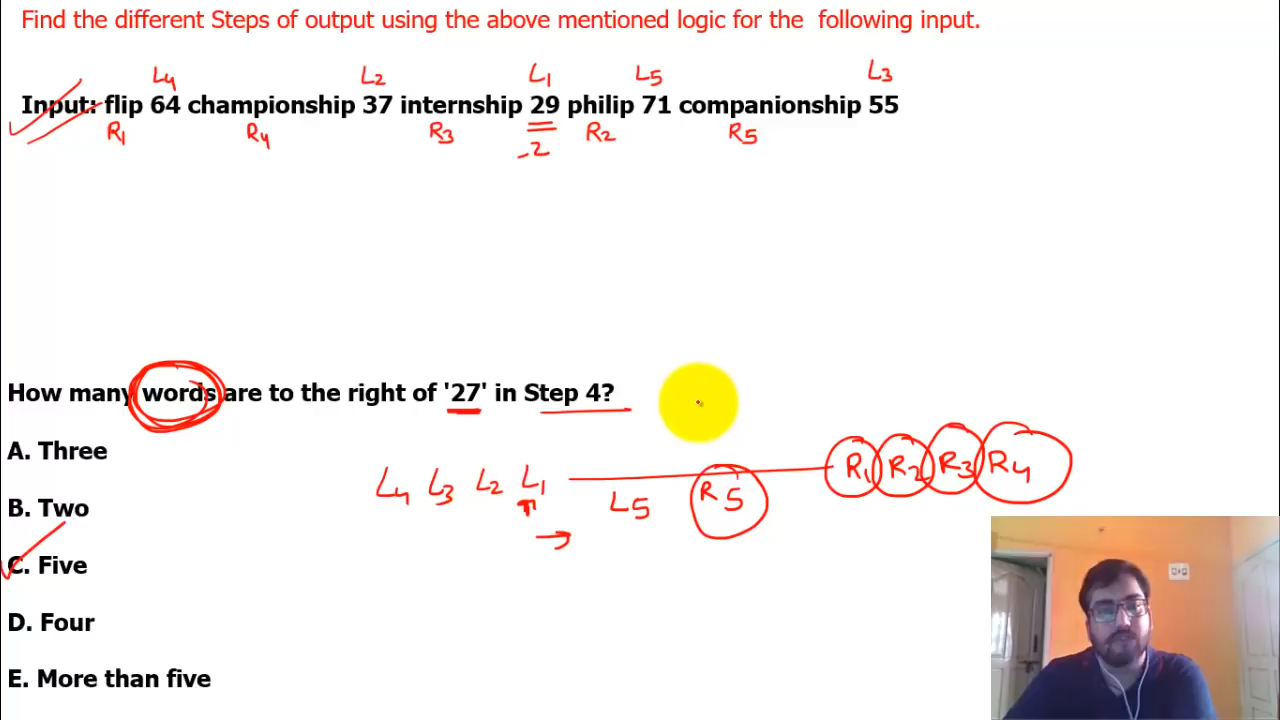 Find the different Steps of output using the above mentioned logic for the following input.
L4 L2 L1 L5 L3
Input: flip 64 championship 37 internship 29 philip 71 companionship 55
R1 R4 R3 R2 R5
-2
How many words are to the right of '27' in Step 4?
A. Three
L4 L3 L2 L1 R1 R2 R3 R4
L5 R5
B. Two
C. Five
D. Four
E. More than five